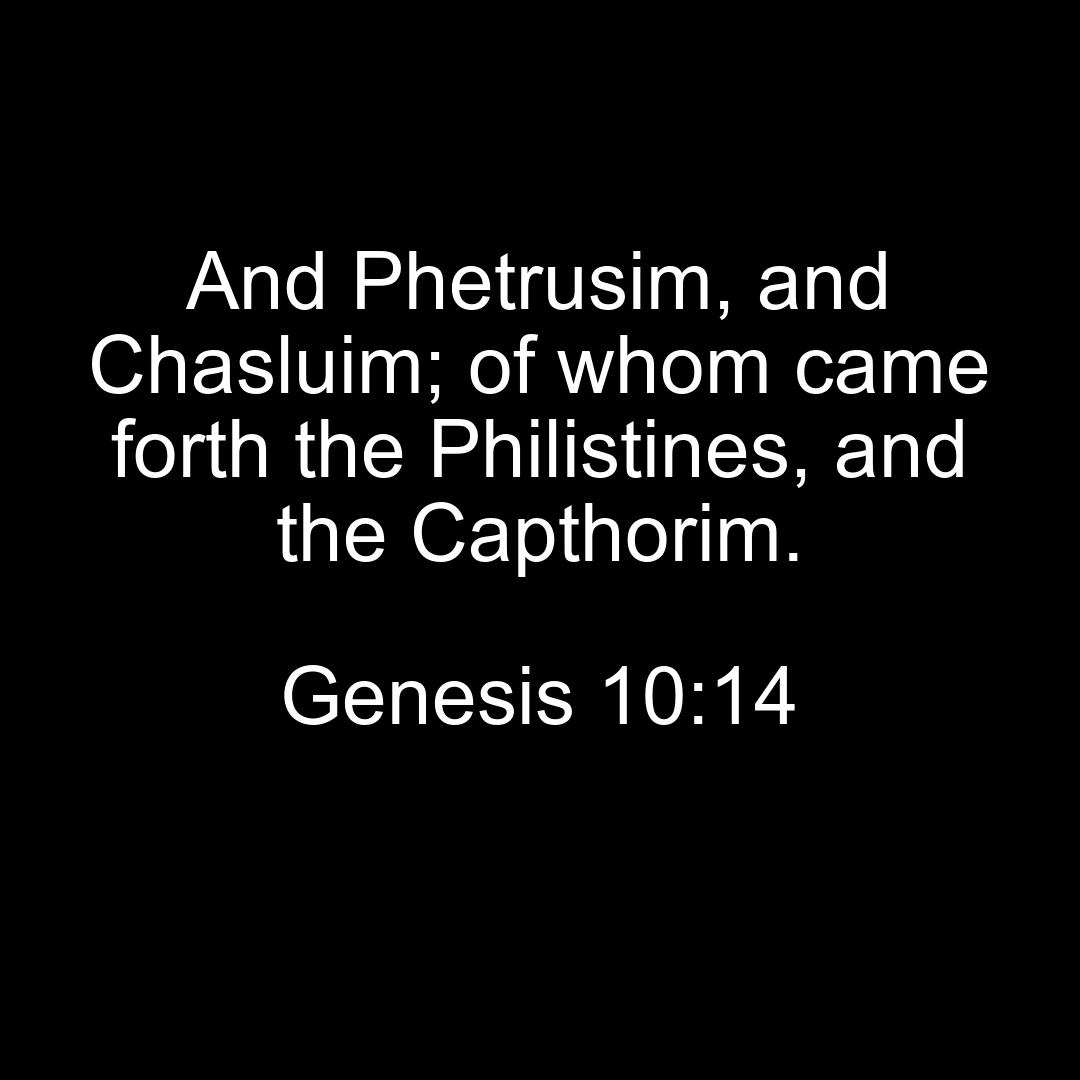 And Phetrusim, and
Chasluim; of whom came
forth the Philistines, and
the Capthorim.
Genesis 10:14